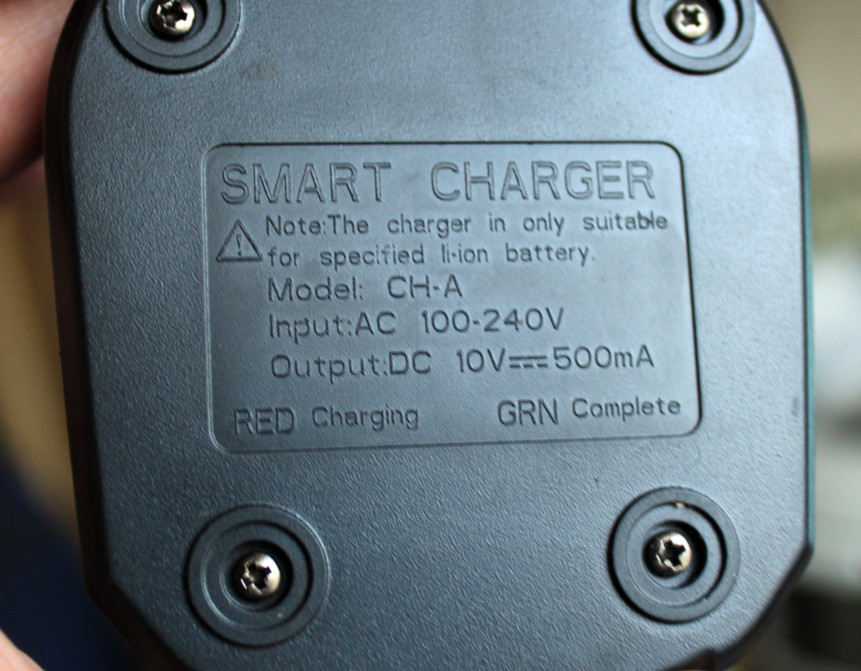 SMART CHARGER
Note:The charger in only suitable
for specified li-ion battery.
Model: CH-A
Input:AC 100-240V
Output:DC 10V⎓500mA
RED Charging GRN Complete